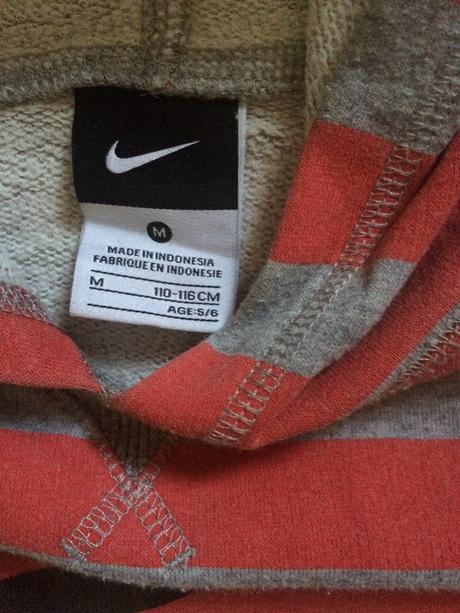 M
MADE IN INDONESIA
FABRIQUE EN INDONESIE
M 110-116 CM
AGE: 5/6